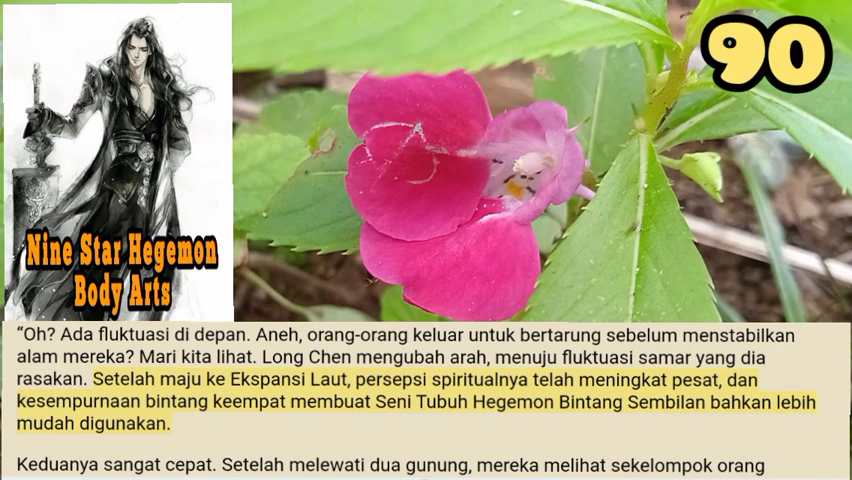 90
Nine Star Hegemon
Body Arts
“Oh? Ada fluktuasi di depan. Aneh, orang-orang keluar untuk bertarung sebelum menstabilkan
alam mereka? Mari kita lihat. Long Chen mengubah arah, menuju fluktuasi samar yang dia
rasakan. Setelah maju ke Ekspansi Laut, persepsi spiritualnya telah meningkat pesat, dan
kesempurnaan bintang keempat membuat Seni Tubuh Hegemon Bintang Sembilan bahkan lebih
mudah digunakan.
Keduanya sangat cepat. Setelah melewati dua gunung, mereka melihat sekelompok orang